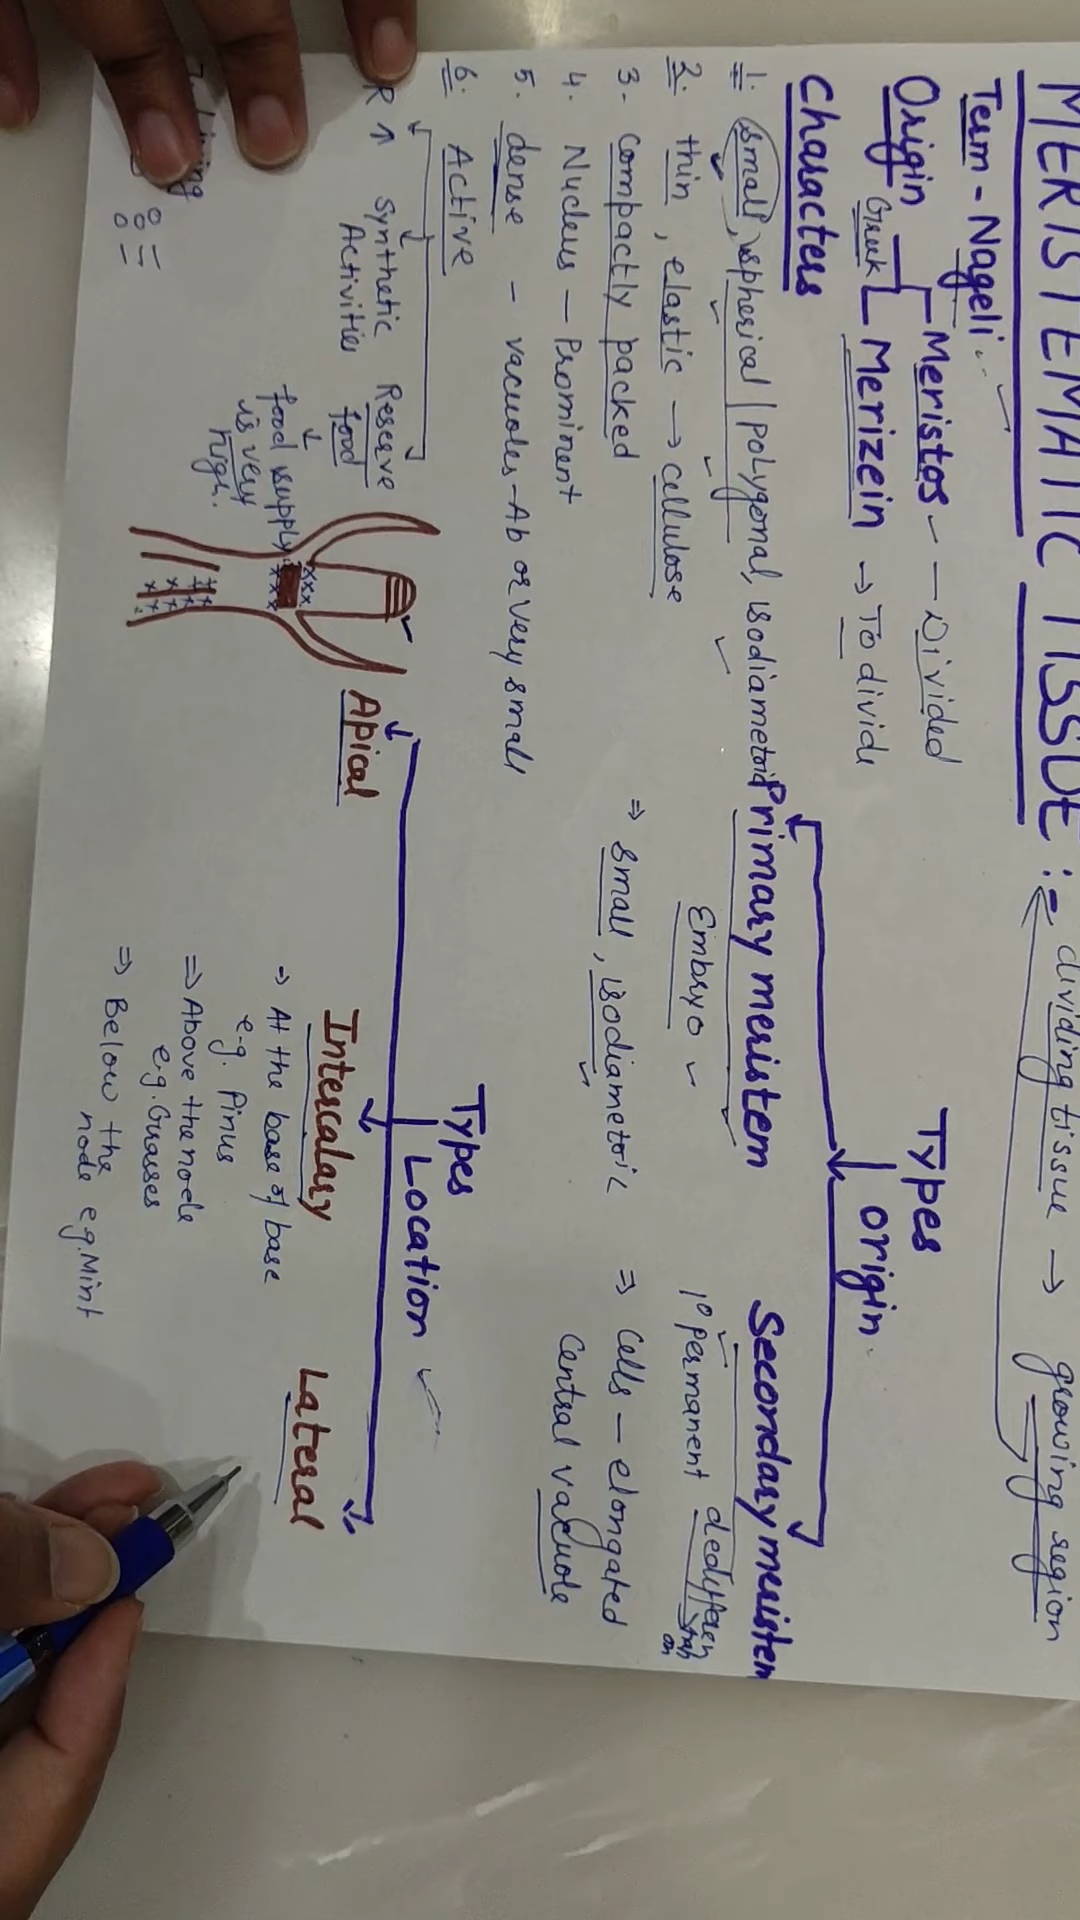 MERISTEMATIC TISSUE :- dividing tissue → growing region
Term - Nageli
Origin Meristos - Divided
Greek Merizein → To divide
Characters
1. small, spherical | polygonal, isodiametric
2. thin, elastic → cellulose
3. compactly packed
4. Nucleus - Prominent
5. dense - vacuoles - Ab or very small
6. Active
R ↑ Synthetic Activities
Reserve food
food supply
is very
high.
Living
Types
origin
Primary meristem
Embryo
⇒ small, isodiametric
Secondary meristem
1° permanent
⇒ cells - elongated
Central vacuole
Types
Location
Apical
Intercalary
→ At the base of base
e.g. Pinus
⇒ Above the node
e.g. Grasses
⇒ Below the
node e.g. Mint
Lateral